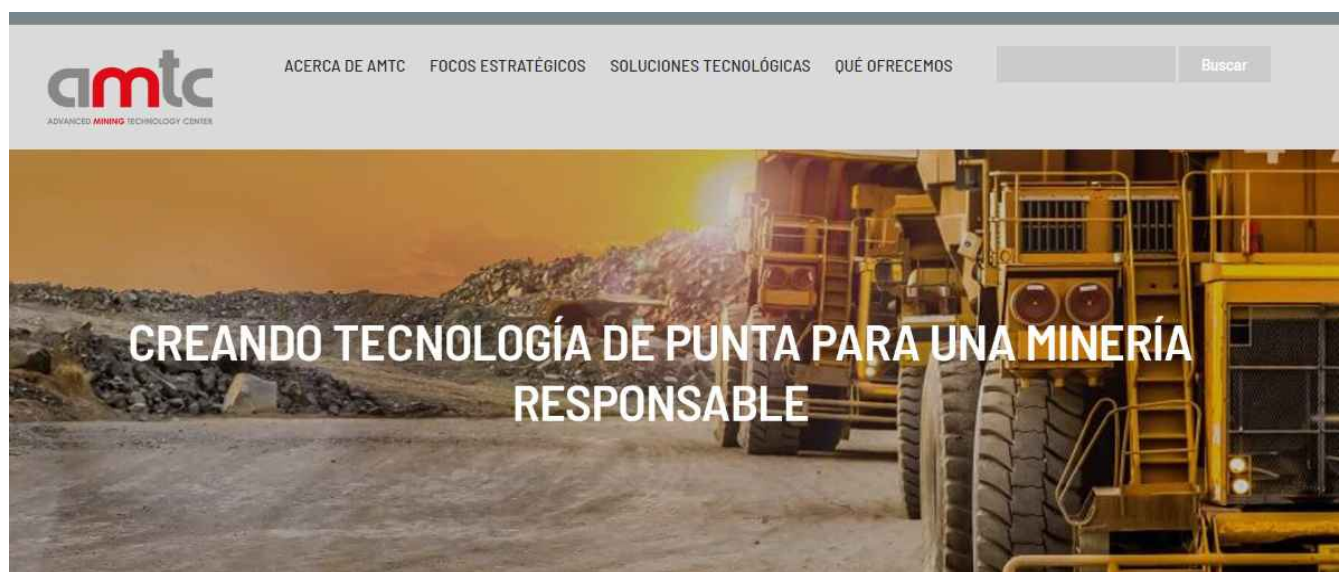 amtc
ADVANCED MINING TECHNOLOGY CENTER
ACERCA DE AMTC FOCOS ESTRATÉGICOS SOLUCIONES TECNOLÓGICAS QUÉ OFRECEMOS Buscar
CREANDO TECNOLOGÍA DE PUNTA PARA UNA MINERÍA
RESPONSABLE